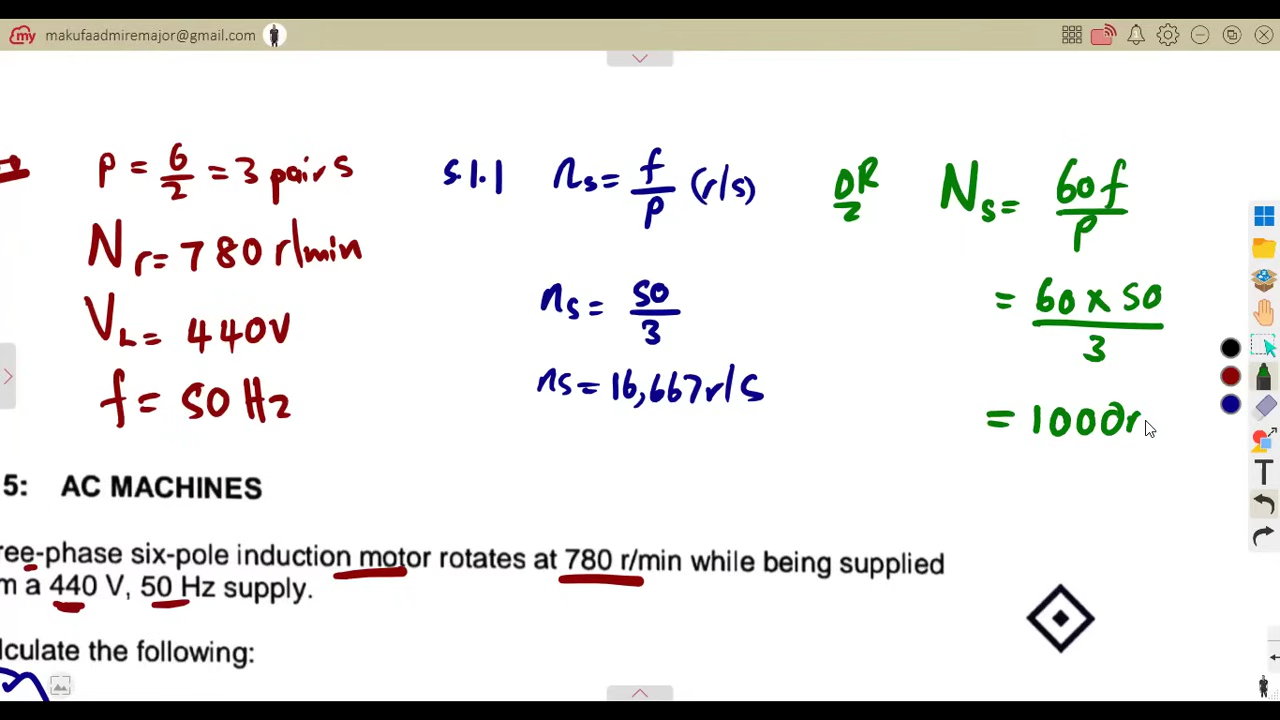 my makufaadmiremajor@gmail.com
p = 6/2 = 3 pairs
Nr = 780 r/min
VL = 440V
f = 50 Hz
5.1.1 ns = f/p (r/s)
ns = 50/3
ns = 16,667 r/s
OR
Ns = 60f/p
= 60 x 50/3
= 1000r
5: AC MACHINES
ree-phase six-pole induction motor rotates at 780 r/min while being supplied
m a 440 V, 50 Hz supply.
lculate the following:
T